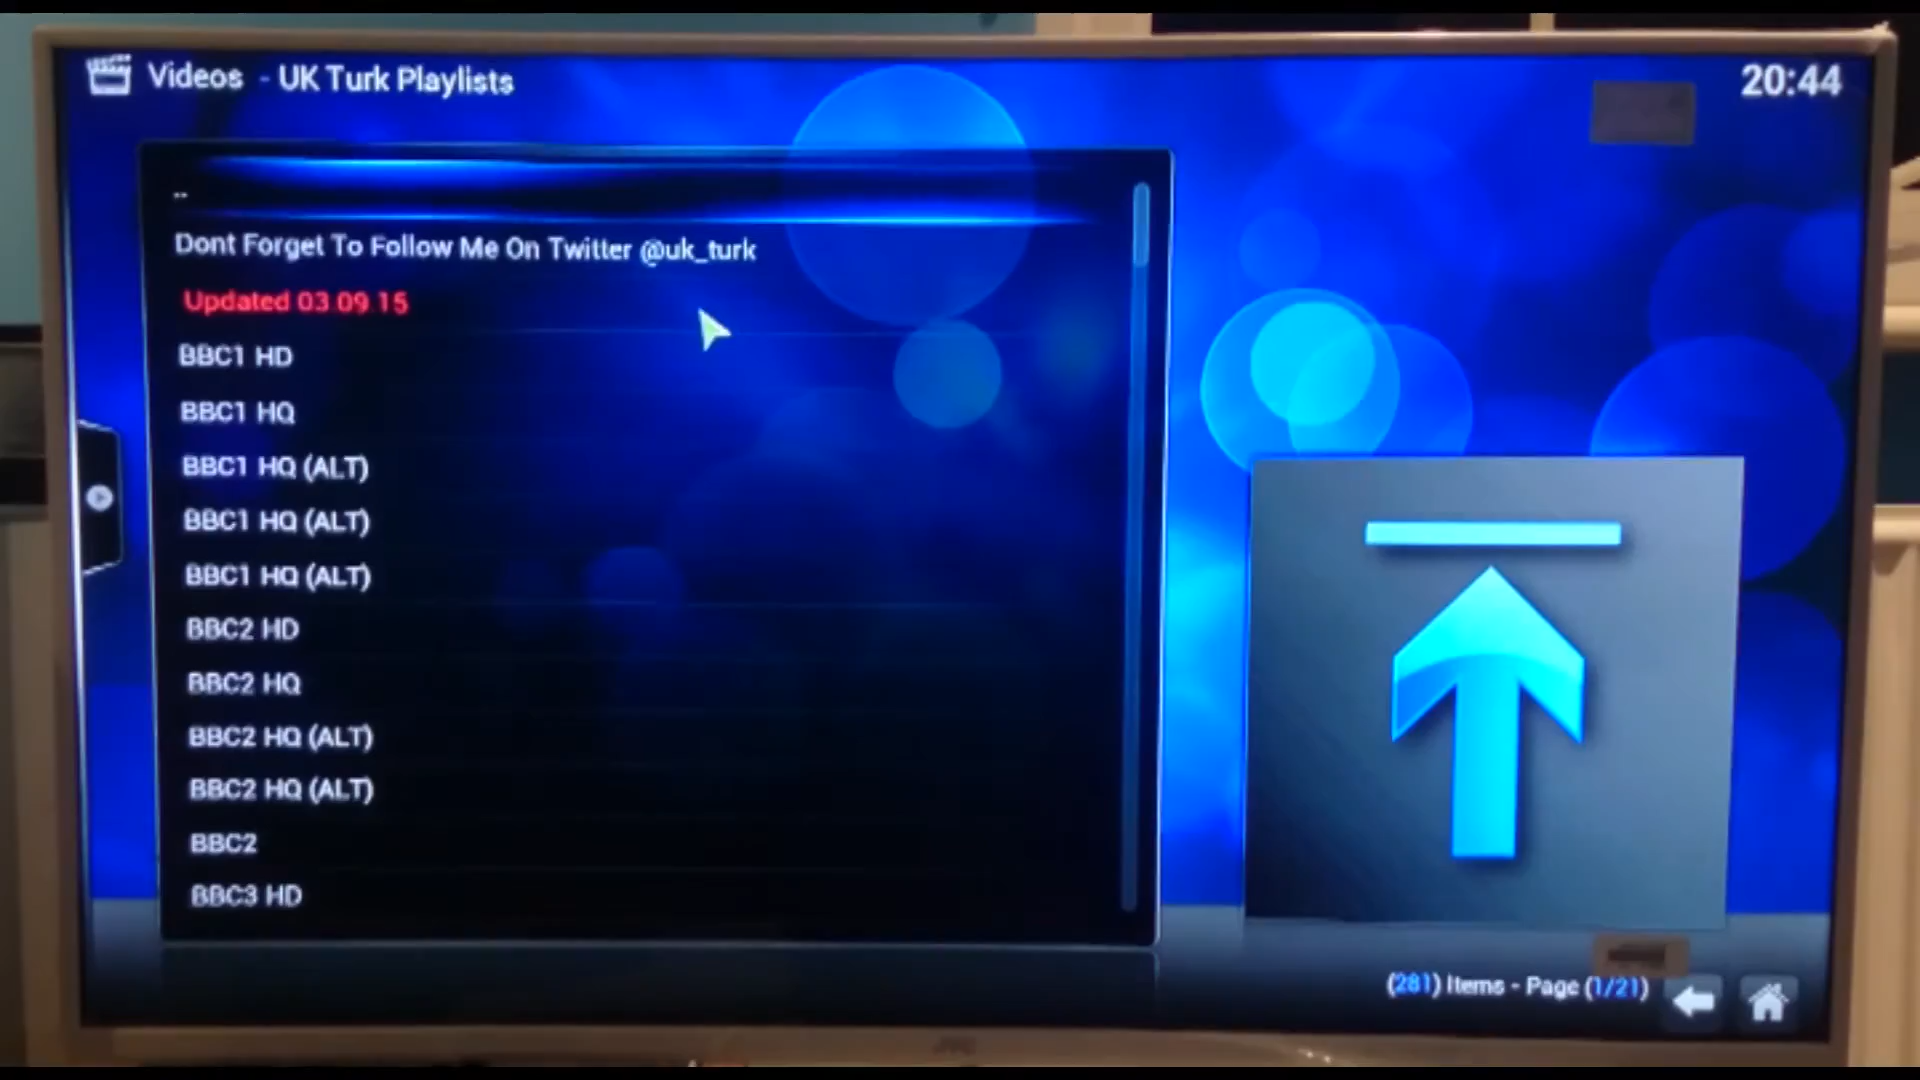 Videos - UK Turk Playlists
20:44
..
Dont Forget To Follow Me On Twitter @uk_turk
Updated 03.09.15
BBC1 HD
BBC1 HQ
BBC1 HQ (ALT)
BBC1 HQ (ALT)
BBC1 HQ (ALT)
BBC2 HD
BBC2 HQ
BBC2 HQ (ALT)
BBC2 HQ (ALT)
BBC2
BBC3 HD
(281) Items - Page (1/21)